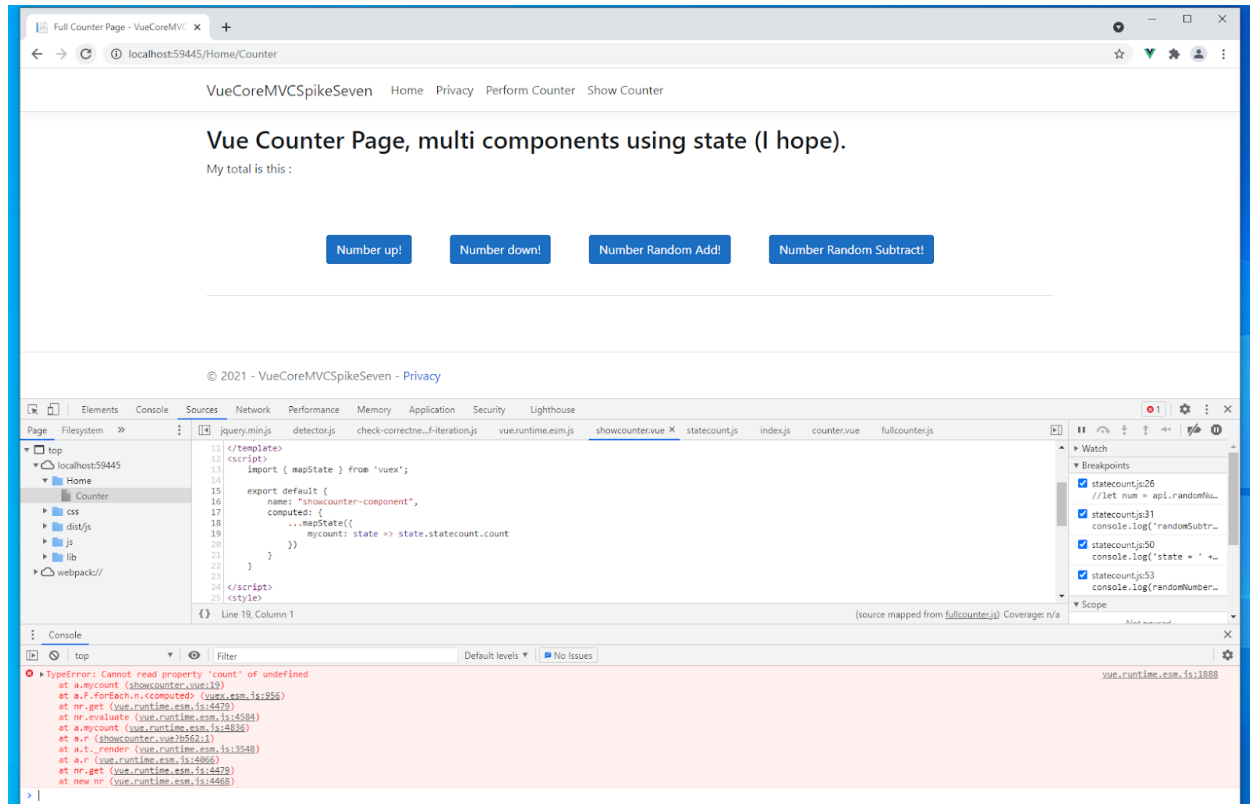 Full Counter Page - VueCoreMVC
localhost:59445/Home/Counter
VueCoreMVCSpikeSeven Home Privacy Perform Counter Show Counter
Vue Counter Page, multi components using state (I hope).
My total is this :
Number up! Number down! Number Random Add! Number Random Subtract!
© 2021 - VueCoreMVCSpikeSeven - Privacy
Elements Console Sources Network Performance Memory Application Security Lighthouse 1
Page Filesystem » jquery.min.js detector.js check-correctne...f-iteration.js vue.runtime.esm.js showcounter.vue statecount.js index.js counter.vue fullcounter.js
top
localhost:59445
Home
Counter
css
dist/js
js
lib
webpack://
11 </template>
12 <script>
13 import { mapState } from 'vuex';
14
15 export default {
16 name: "showcounter-component",
17 computed: {
18 ...mapState({
19 mycount: state => state.statecount.count
20 })
21 }
22 }
23
24 </script>
25 <style>
{} Line 19, Column 1 (source mapped from fullcounter.js) Coverage: n/a
Watch
Breakpoints
statecount.js:26
//let num = api.randomNu...
statecount.js:31
console.log('randomSubtr...
statecount.js:50
console.log('state = ' +...
statecount.js:53
console.log(randomNumber...
Scope
Not paused
Console
top Filter Default levels No Issues
TypeError: Cannot read property 'count' of undefined vue.runtime.esm.js:1888
at a.mycount (showcounter.vue:19)
at a.F.forEach.n.<computed> (vuex.esm.js:956)
at nr.get (vue.runtime.esm.js:4479)
at nr.evaluate (vue.runtime.esm.js:4584)
at a.mycount (vue.runtime.esm.js:4836)
at a.r (showcounter.vue?b562:1)
at a.t._render (vue.runtime.esm.js:3548)
at a.r (vue.runtime.esm.js:4066)
at nr.get (vue.runtime.esm.js:4479)
at new nr (vue.runtime.esm.js:4468)